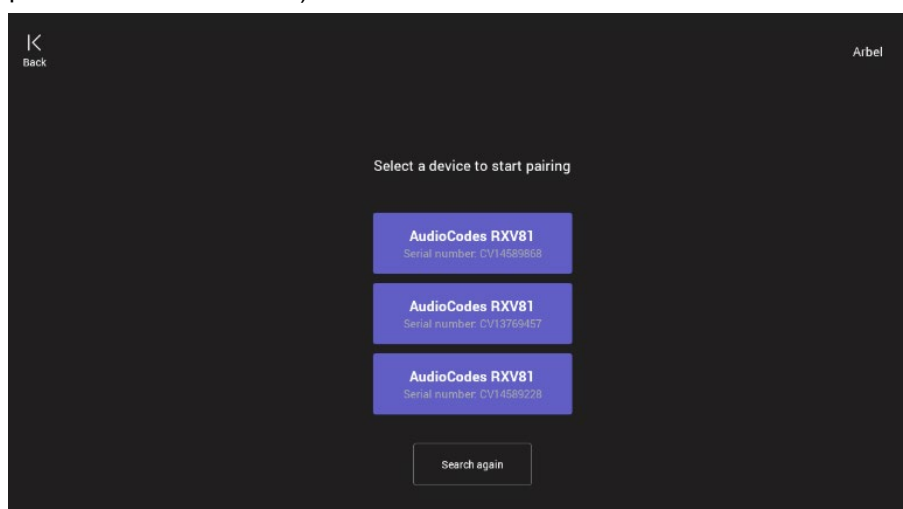 Back
Arbel
Select a device to start pairing
AudioCodes RXV81
Serial number: CV14589868
AudioCodes RXV81
Serial number: CV13769457
AudioCodes RXV81
Serial number: CV14589228
Search again